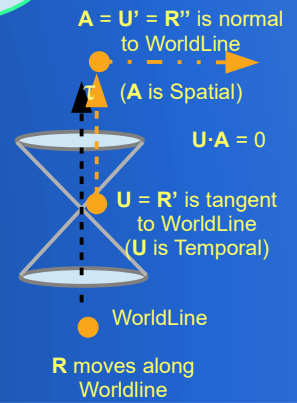 A = U' = R'' is normal
to WorldLine
τ
(A is Spatial)
U·A = 0
U = R' is tangent
to WorldLine
(U is Temporal)
WorldLine
R moves along
Worldline